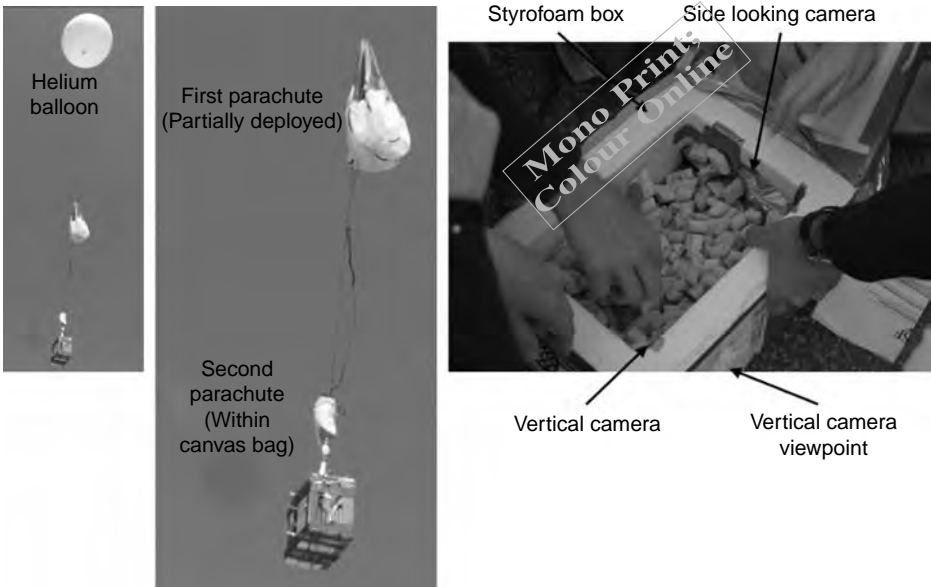 Helium
balloon
First parachute
(Partially deployed)
Second
parachute
(Within
canvas bag)
Styrofoam box
Side looking camera
Mono Print;
Colour Online
Vertical camera
Vertical camera
viewpoint